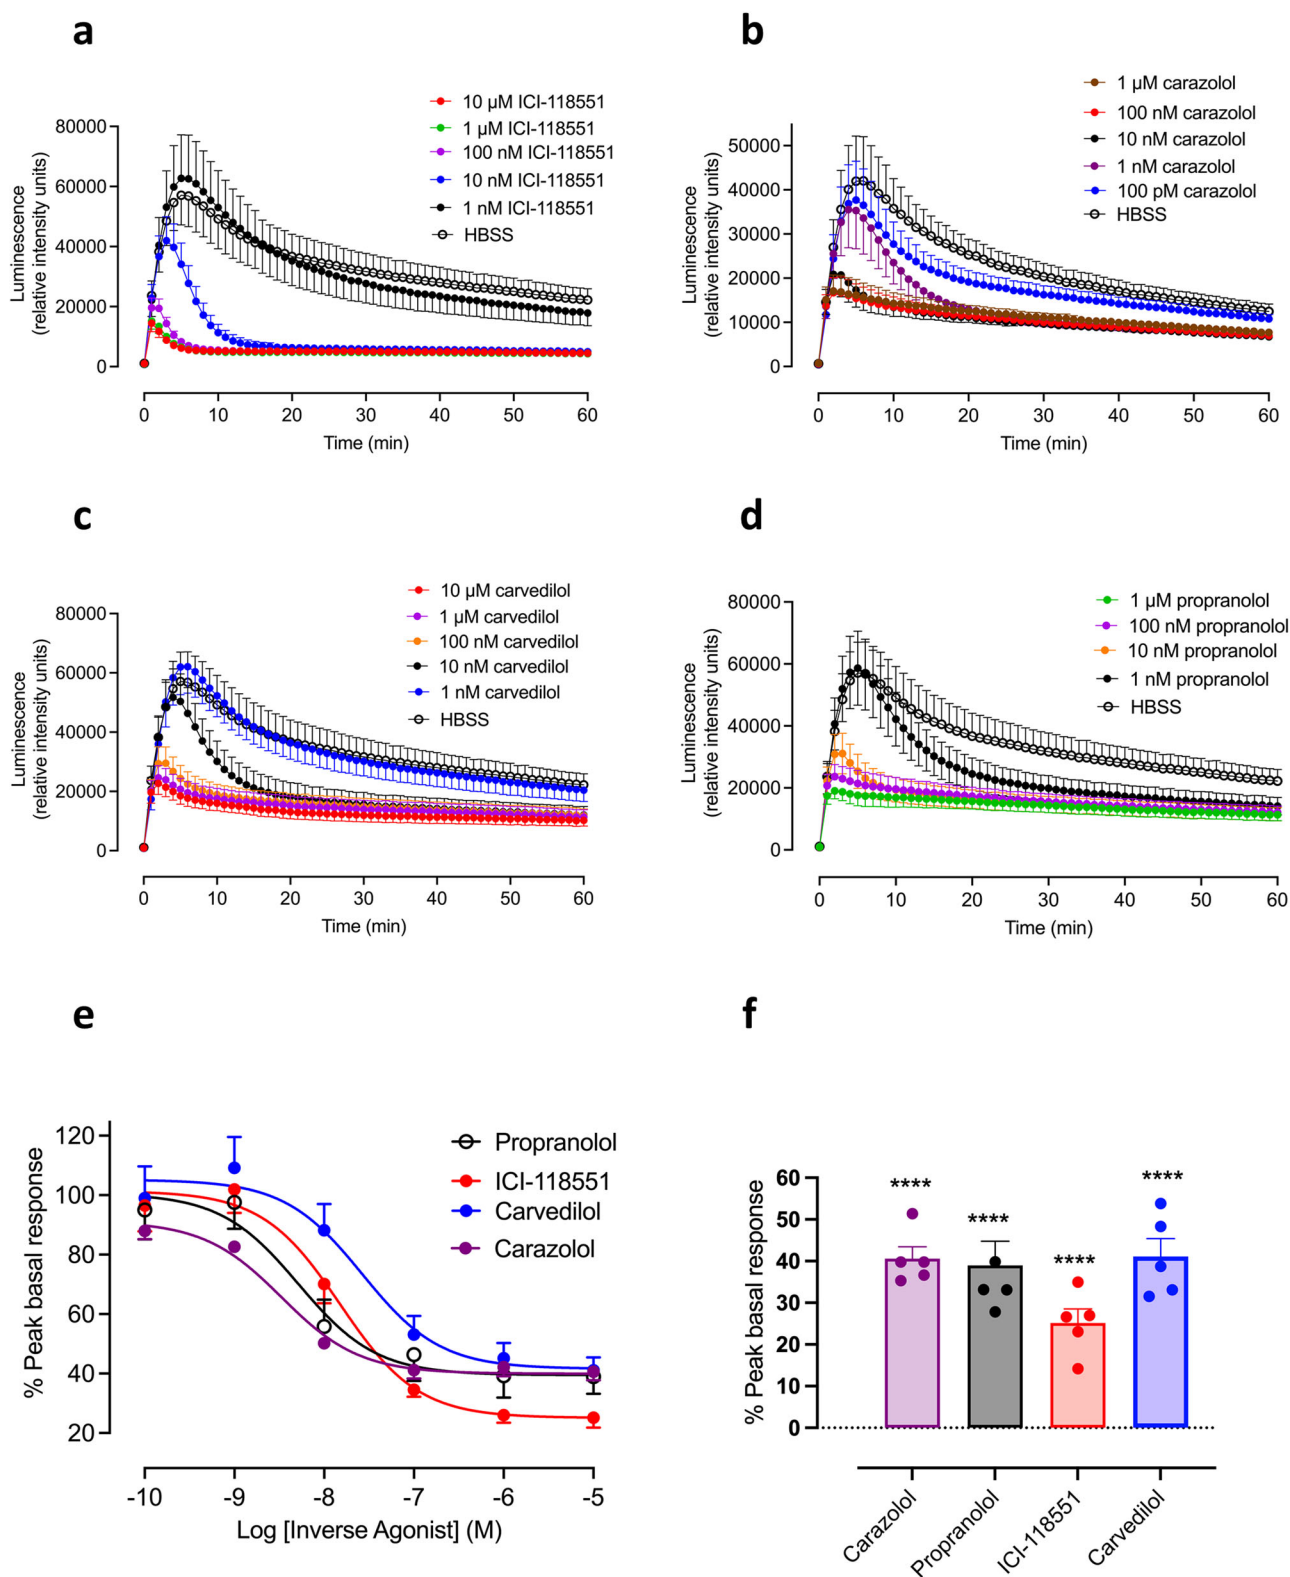 a
10 µM ICI-118551
1 µM ICI-118551
100 nM ICI-118551
10 nM ICI-118551
1 nM ICI-118551
HBSS
80000
60000
40000
20000
0
Luminescence
(relative intensity units)
0 10 20 30 40 50 60
Time (min)
b
1 µM carazolol
100 nM carazolol
10 nM carazolol
1 nM carazolol
100 pM carazolol
HBSS
50000
40000
30000
20000
10000
0
Luminescence
(relative intensity units)
0 10 20 30 40 50 60
Time (min)
c
10 µM carvedilol
1 µM carvedilol
100 nM carvedilol
10 nM carvedilol
1 nM carvedilol
HBSS
80000
60000
40000
20000
0
Luminescence
(relative intensity units)
0 10 20 30 40 50 60
Time (min)
d
1 µM propranolol
100 nM propranolol
10 nM propranolol
1 nM propranolol
HBSS
80000
60000
40000
20000
0
Luminescence
(relative intensity units)
0 10 20 30 40 50 60
Time (min)
e
Propranolol
ICI-118551
Carvedilol
Carazolol
120
100
80
60
40
20
% Peak basal response
-10 -9 -8 -7 -6 -5
Log [Inverse Agonist] (M)
f
60
50
40
30
20
10
0
% Peak basal response
****
****
****
****
Carazolol
Propranolol
ICI-118551
Carvedilol